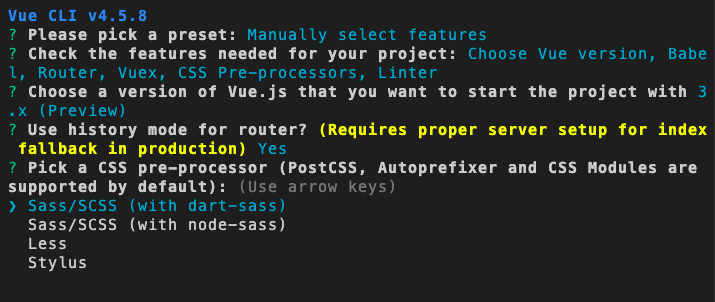 Vue CLI v4.5.8
? Please pick a preset: Manually select features
? Check the features needed for your project: Choose Vue version, Babe
l, Router, Vuex, CSS Pre-processors, Linter
? Choose a version of Vue.js that you want to start the project with 3
.x (Preview)
? Use history mode for router? (Requires proper server setup for index
 fallback in production) Yes
? Pick a CSS pre-processor (PostCSS, Autoprefixer and CSS Modules are
supported by default): (Use arrow keys)
❯ Sass/SCSS (with dart-sass)
  Sass/SCSS (with node-sass)
  Less
  Stylus